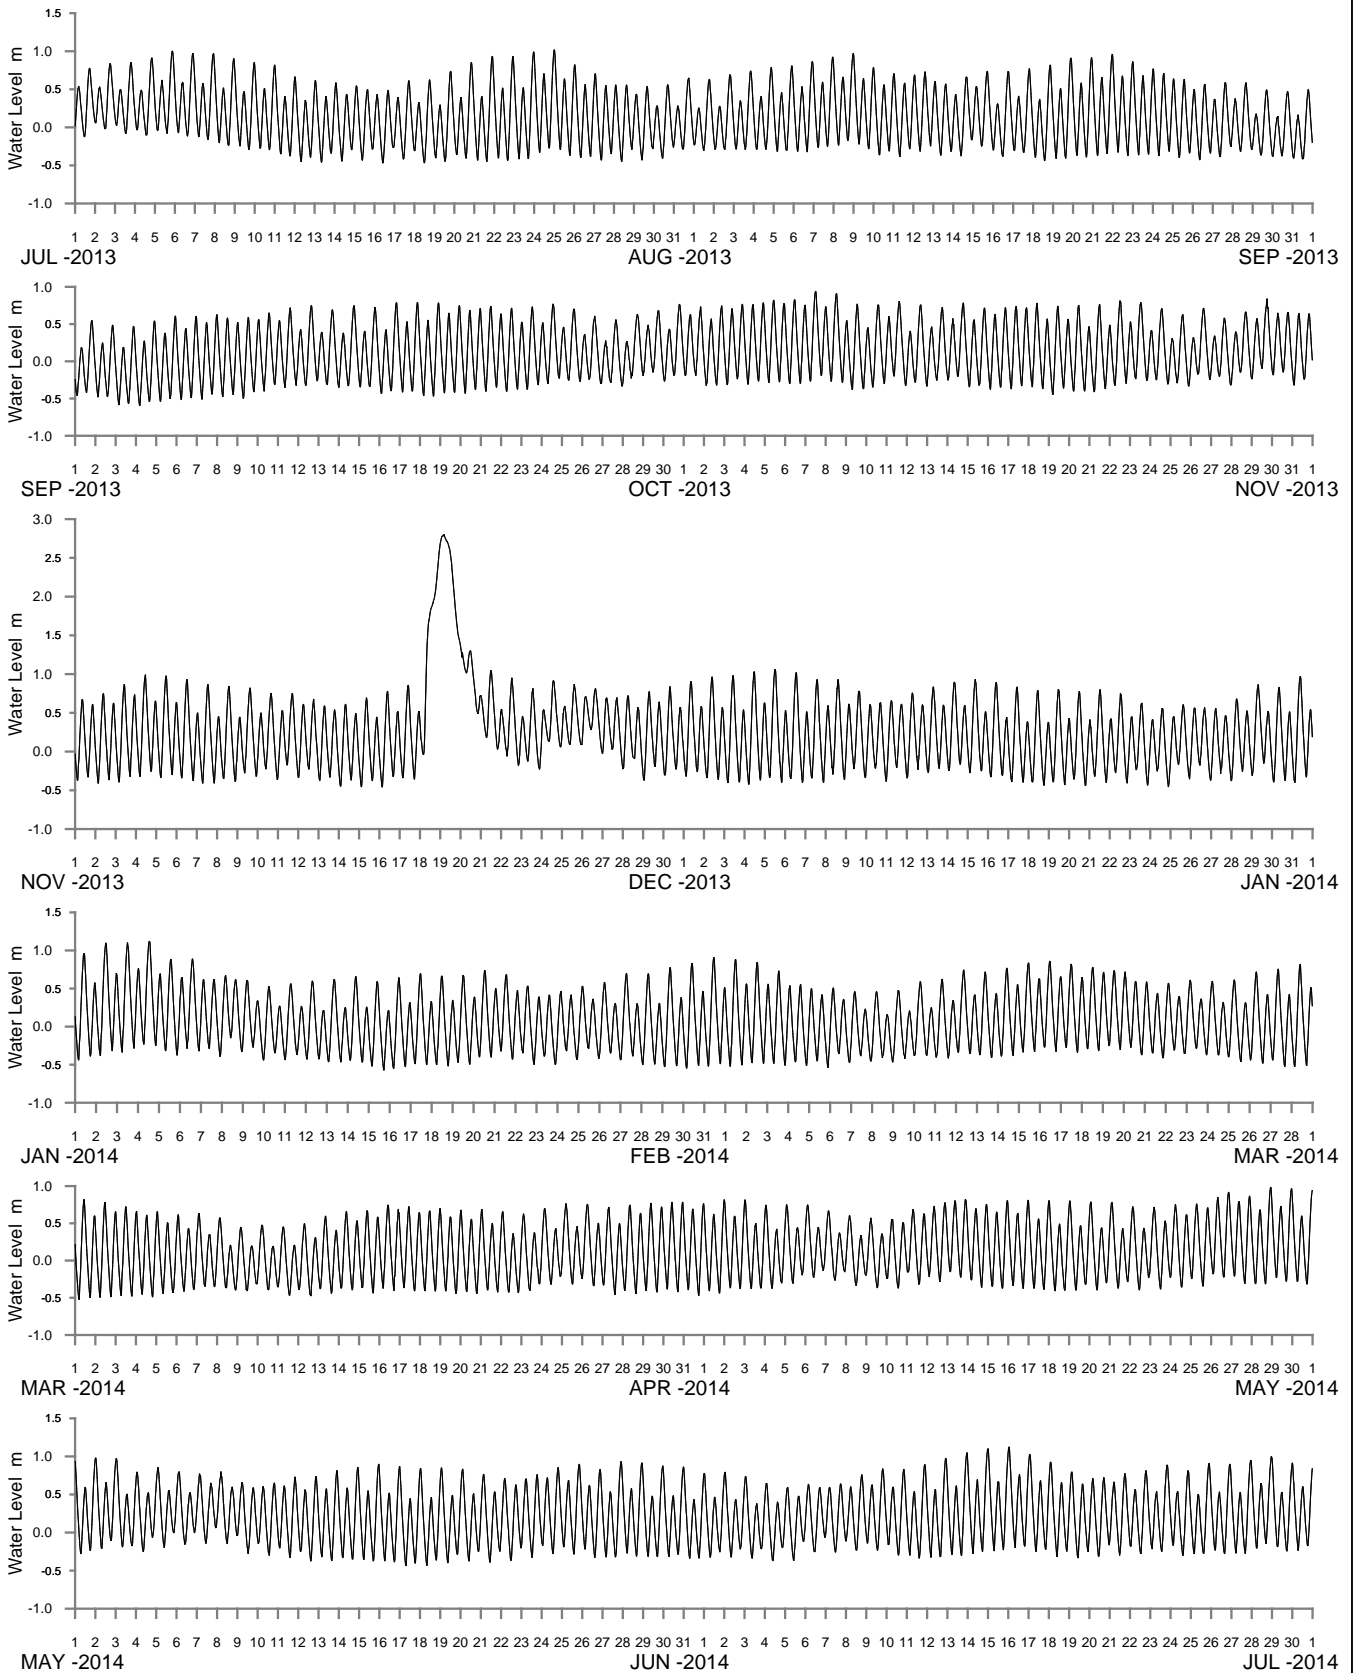 1.5
1.0
0.5
0.0
-0.5
-1.0
Water Level m
1 2 3 4 5 6 7 8 9 10 11 12 13 14 15 16 17 18 19 20 21 22 23 24 25 26 27 28 29 30 31 1 2 3 4 5 6 7 8 9 10 11 12 13 14 15 16 17 18 19 20 21 22 23 24 25 26 27 28 29 30 31 1
JUL -2013 AUG -2013 SEP -2013
1.0
0.5
0.0
-0.5
-1.0
Water Level m
1 2 3 4 5 6 7 8 9 10 11 12 13 14 15 16 17 18 19 20 21 22 23 24 25 26 27 28 29 30 1 2 3 4 5 6 7 8 9 10 11 12 13 14 15 16 17 18 19 20 21 22 23 24 25 26 27 28 29 30 31 1
SEP -2013 OCT -2013 NOV -2013
3.0
2.5
2.0
1.5
1.0
0.5
0.0
-0.5
-1.0
Water Level m
1 2 3 4 5 6 7 8 9 10 11 12 13 14 15 16 17 18 19 20 21 22 23 24 25 26 27 28 29 30 1 2 3 4 5 6 7 8 9 10 11 12 13 14 15 16 17 18 19 20 21 22 23 24 25 26 27 28 29 30 31 1
NOV -2013 DEC -2013 JAN -2014
1.5
1.0
0.5
0.0
-0.5
-1.0
Water Level m
1 2 3 4 5 6 7 8 9 10 11 12 13 14 15 16 17 18 19 20 21 22 23 24 25 26 27 28 29 30 31 1 2 3 4 5 6 7 8 9 10 11 12 13 14 15 16 17 18 19 20 21 22 23 24 25 26 27 28 1
JAN -2014 FEB -2014 MAR -2014
1.0
0.5
0.0
-0.5
-1.0
Water Level m
1 2 3 4 5 6 7 8 9 10 11 12 13 14 15 16 17 18 19 20 21 22 23 24 25 26 27 28 29 30 31 1 2 3 4 5 6 7 8 9 10 11 12 13 14 15 16 17 18 19 20 21 22 23 24 25 26 27 28 29 30 1
MAR -2014 APR -2014 MAY -2014
1.5
1.0
0.5
0.0
-0.5
-1.0
Water Level m
1 2 3 4 5 6 7 8 9 10 11 12 13 14 15 16 17 18 19 20 21 22 23 24 25 26 27 28 29 30 31 1 2 3 4 5 6 7 8 9 10 11 12 13 14 15 16 17 18 19 20 21 22 23 24 25 26 27 28 29 30 1
MAY -2014 JUN -2014 JUL -2014